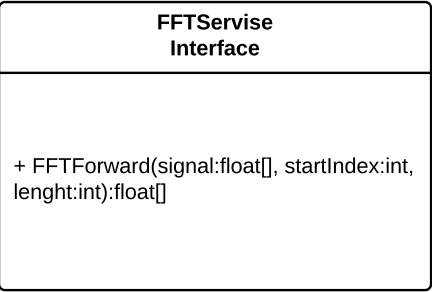 FFTServise
Interface
+ FFTForward(signal:float[], startIndex:int,
lenght:int):float[]